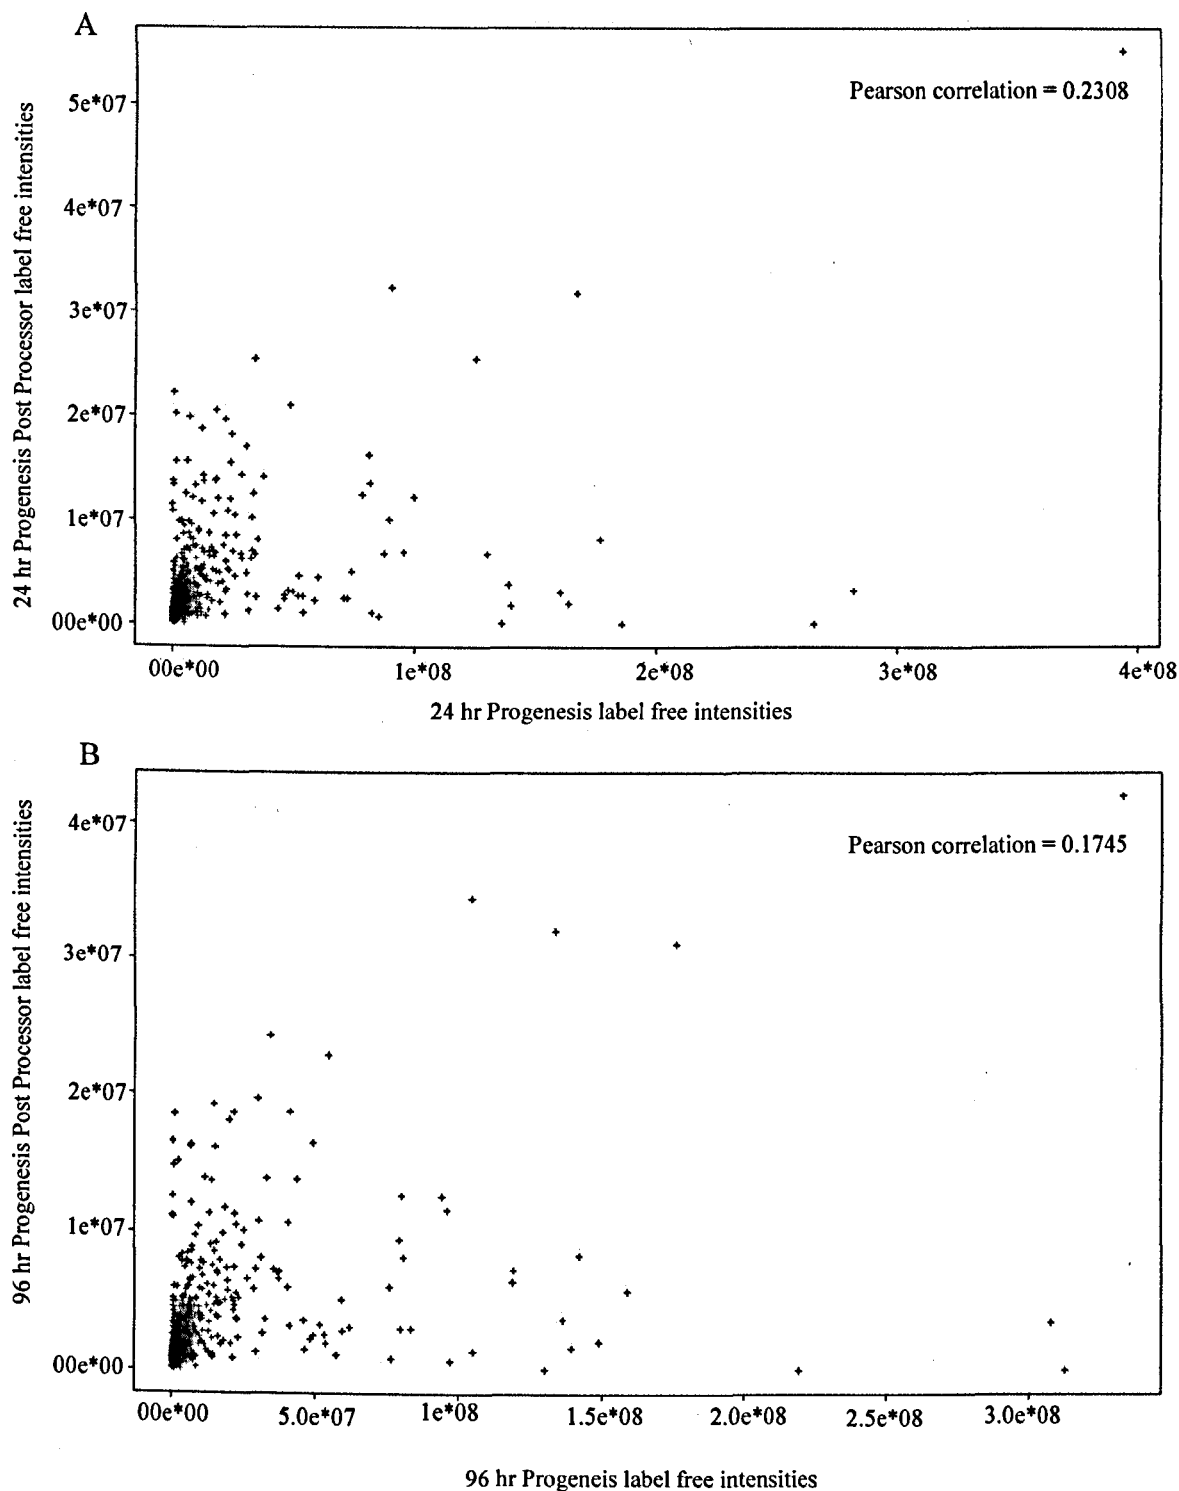 A
Pearson correlation = 0.2308
24 hr Progenesis Post Processor label free intensities
5e*07
4e*07
3e*07
2e*07
1e*07
00e*00
00e*00 1e*08 2e*08 3e*08 4e*08
24 hr Progenesis label free intensities
B
Pearson correlation = 0.1745
96 hr Progenesis Post Processor label free intensities
4e*07
3e*07
2e*07
1e*07
00e*00
00e*00 5.0e*07 1e*08 1.5e*08 2.0e*08 2.5e*08 3.0e*08
96 hr Progeneis label free intensities